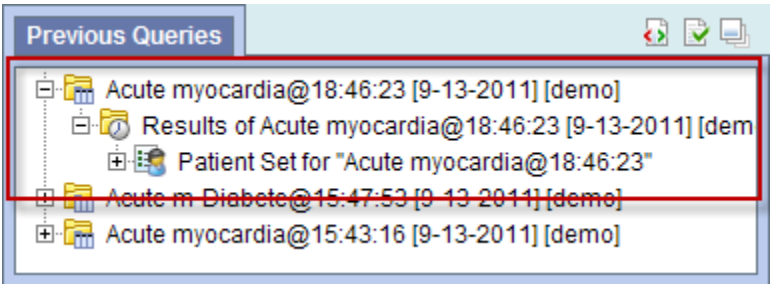 Previous Queries
Acute myocardia@18:46:23 [9-13-2011] [demo]
Results of Acute myocardia@18:46:23 [9-13-2011] [dem
Patient Set for "Acute myocardia@18:46:23"
Acute m-Diabete@15:47:53 [9-13-2011] [demo]
Acute myocardia@15:43:16 [9-13-2011] [demo]